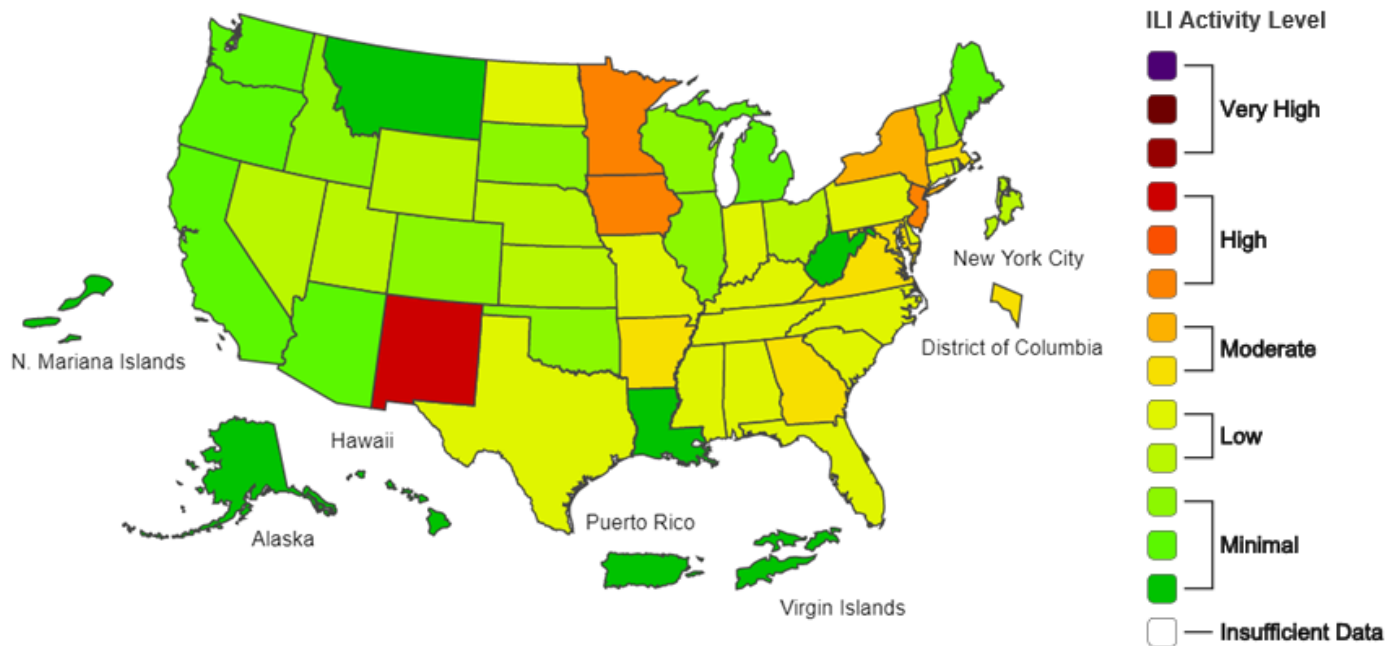 ILI Activity Level
Very High
High
Moderate
Low
Minimal
Insufficient Data
New York City
District of Columbia
N. Mariana Islands
Hawaii
Alaska
Puerto Rico
Virgin Islands